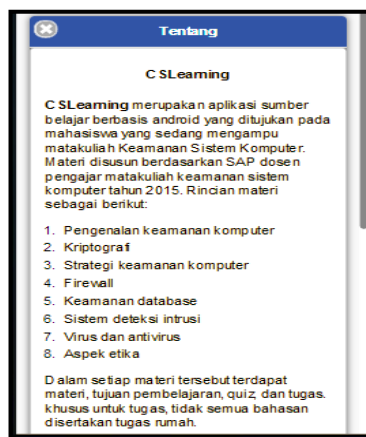 Tentang
CSLearning
CSLearning merupakan aplikasi sumber
belajar berbasis android yang ditujukan pada
mahasiswa yang sedang mengampu
matakuliah Keamanan Sistem Komputer.
Materi disusun berdasarkan SAP dosen
pengajar matakuliah keamanan sistem
komputer tahun 2015. Rincian materi
sebagai berikut:
1. Pengenalan keamanan komputer
2. Kriptografi
3. Strategi keamanan komputer
4. Firewall
5. Keamanan database
6. Sistem deteksi intrusi
7. Virus dan antivirus
8. Aspek etika
Dalam setiap materi tersebut terdapat
materi, tujuan pembelajaran, quiz, dan tugas.
khusus untuk tugas, tidak semua bahasan
disertakan tugas rumah.